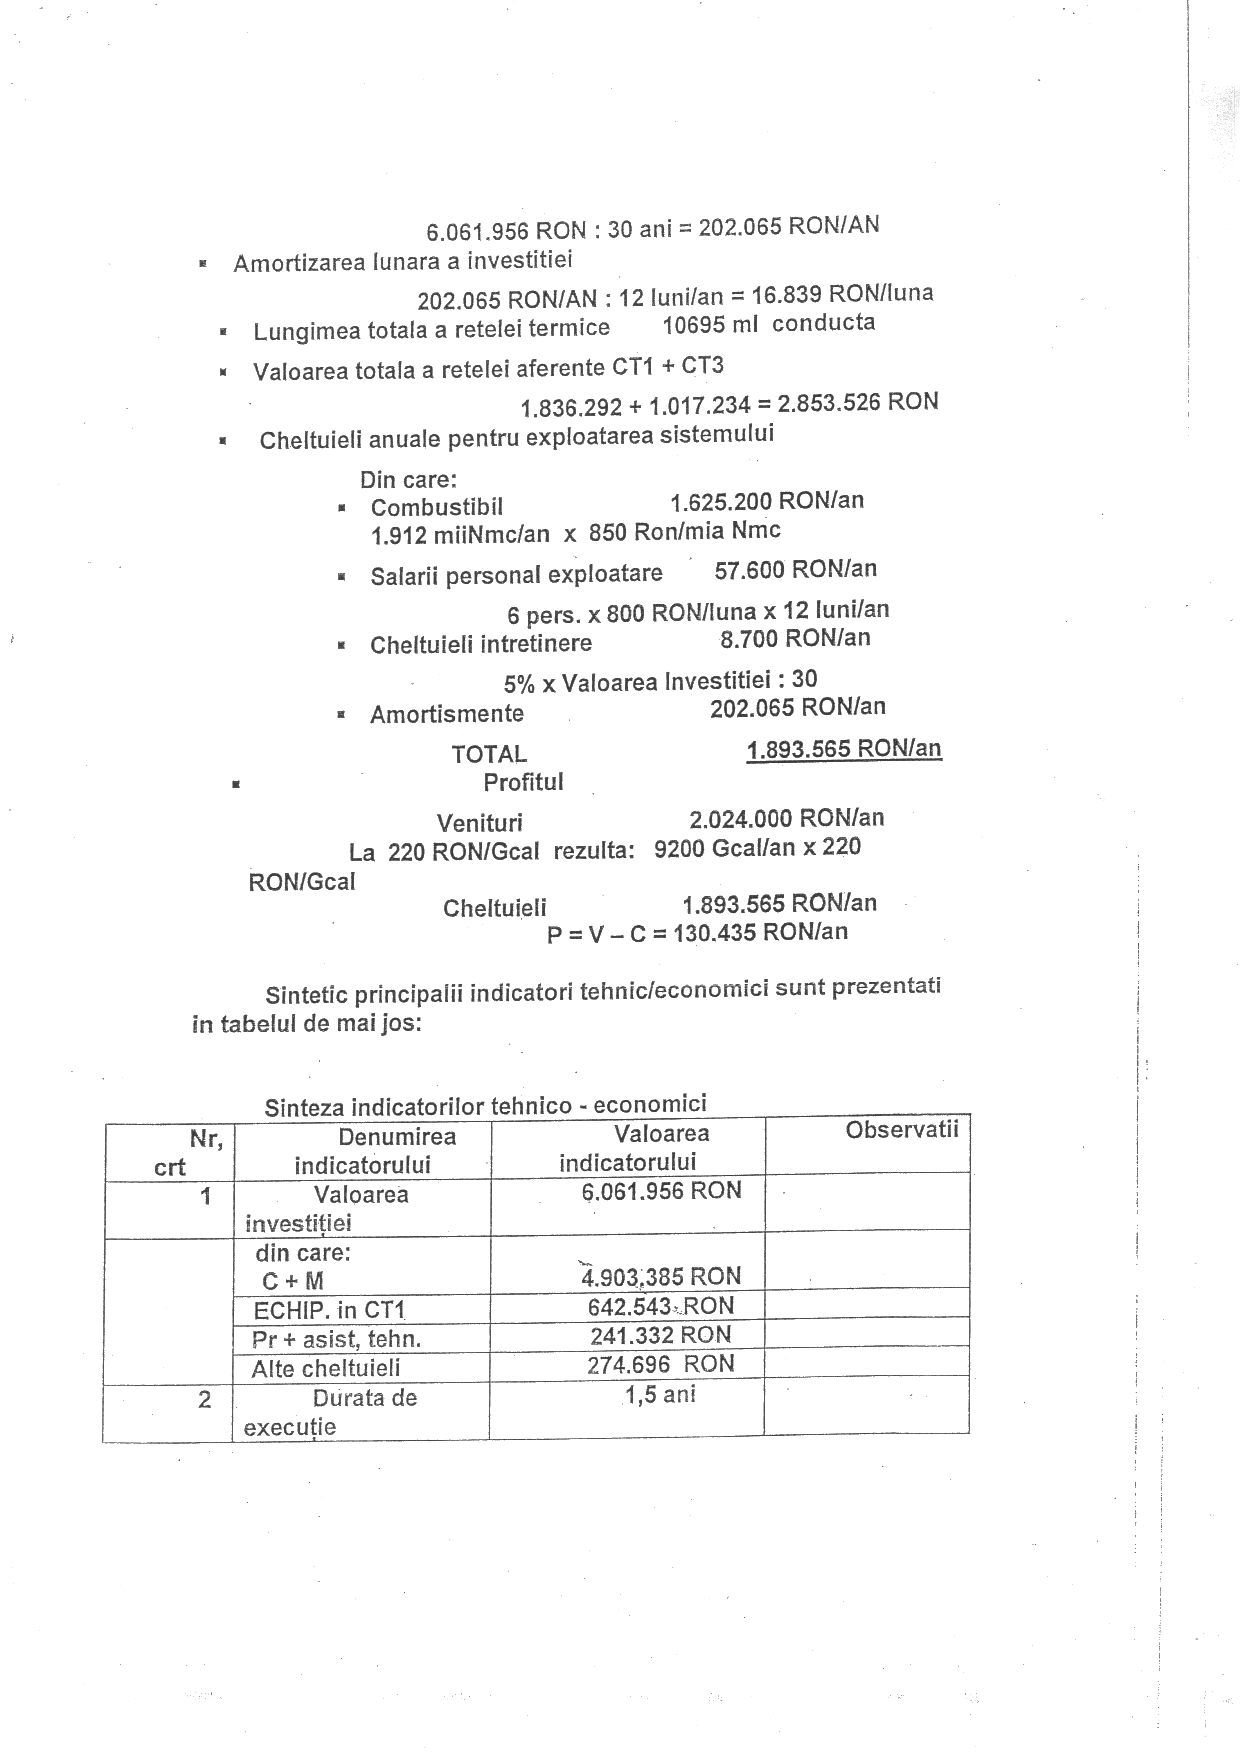 6.061.956 RON : 30 ani = 202.065 RON/AN
▪ Amortizarea lunara a investitiei
202.065 RON/AN : 12 luni/an = 16.839 RON/luna
▪ Lungimea totala a retelei termice 10695 ml conducta
▪ Valoarea totala a retelei aferente CT1 + CT3
1.836.292 + 1.017.234 = 2.853.526 RON
▪ Cheltuieli anuale pentru exploatarea sistemului
Din care:
▪ Combustibil 1.625.200 RON/an
1.912 miiNmc/an x 850 Ron/mia Nmc
▪ Salarii personal exploatare 57.600 RON/an
6 pers. x 800 RON/luna x 12 luni/an
▪ Cheltuieli intretinere 8.700 RON/an
5% x Valoarea Investitiei : 30
▪ Amortismente 202.065 RON/an
TOTAL 1.893.565 RON/an
▪ Profitul
Venituri 2.024.000 RON/an
La 220 RON/Gcal rezulta: 9200 Gcal/an x 220
RON/Gcal
Cheltuieli 1.893.565 RON/an
P = V – C = 130.435 RON/an
Sintetic principalii indicatori tehnic/economici sunt prezentati
in tabelul de mai jos:
Sinteza indicatorilor tehnico - economici
Nr, Denumirea Valoarea Observatii
crt indicatorului indicatorului
1 Valoarea 6.061.956 RON
investiției
din care:
C + M 4.903.385 RON
ECHIP. in CT1 642.543 RON
Pr + asist, tehn. 241.332 RON
Alte cheltuieli 274.696 RON
2 Durata de 1,5 ani
execuție